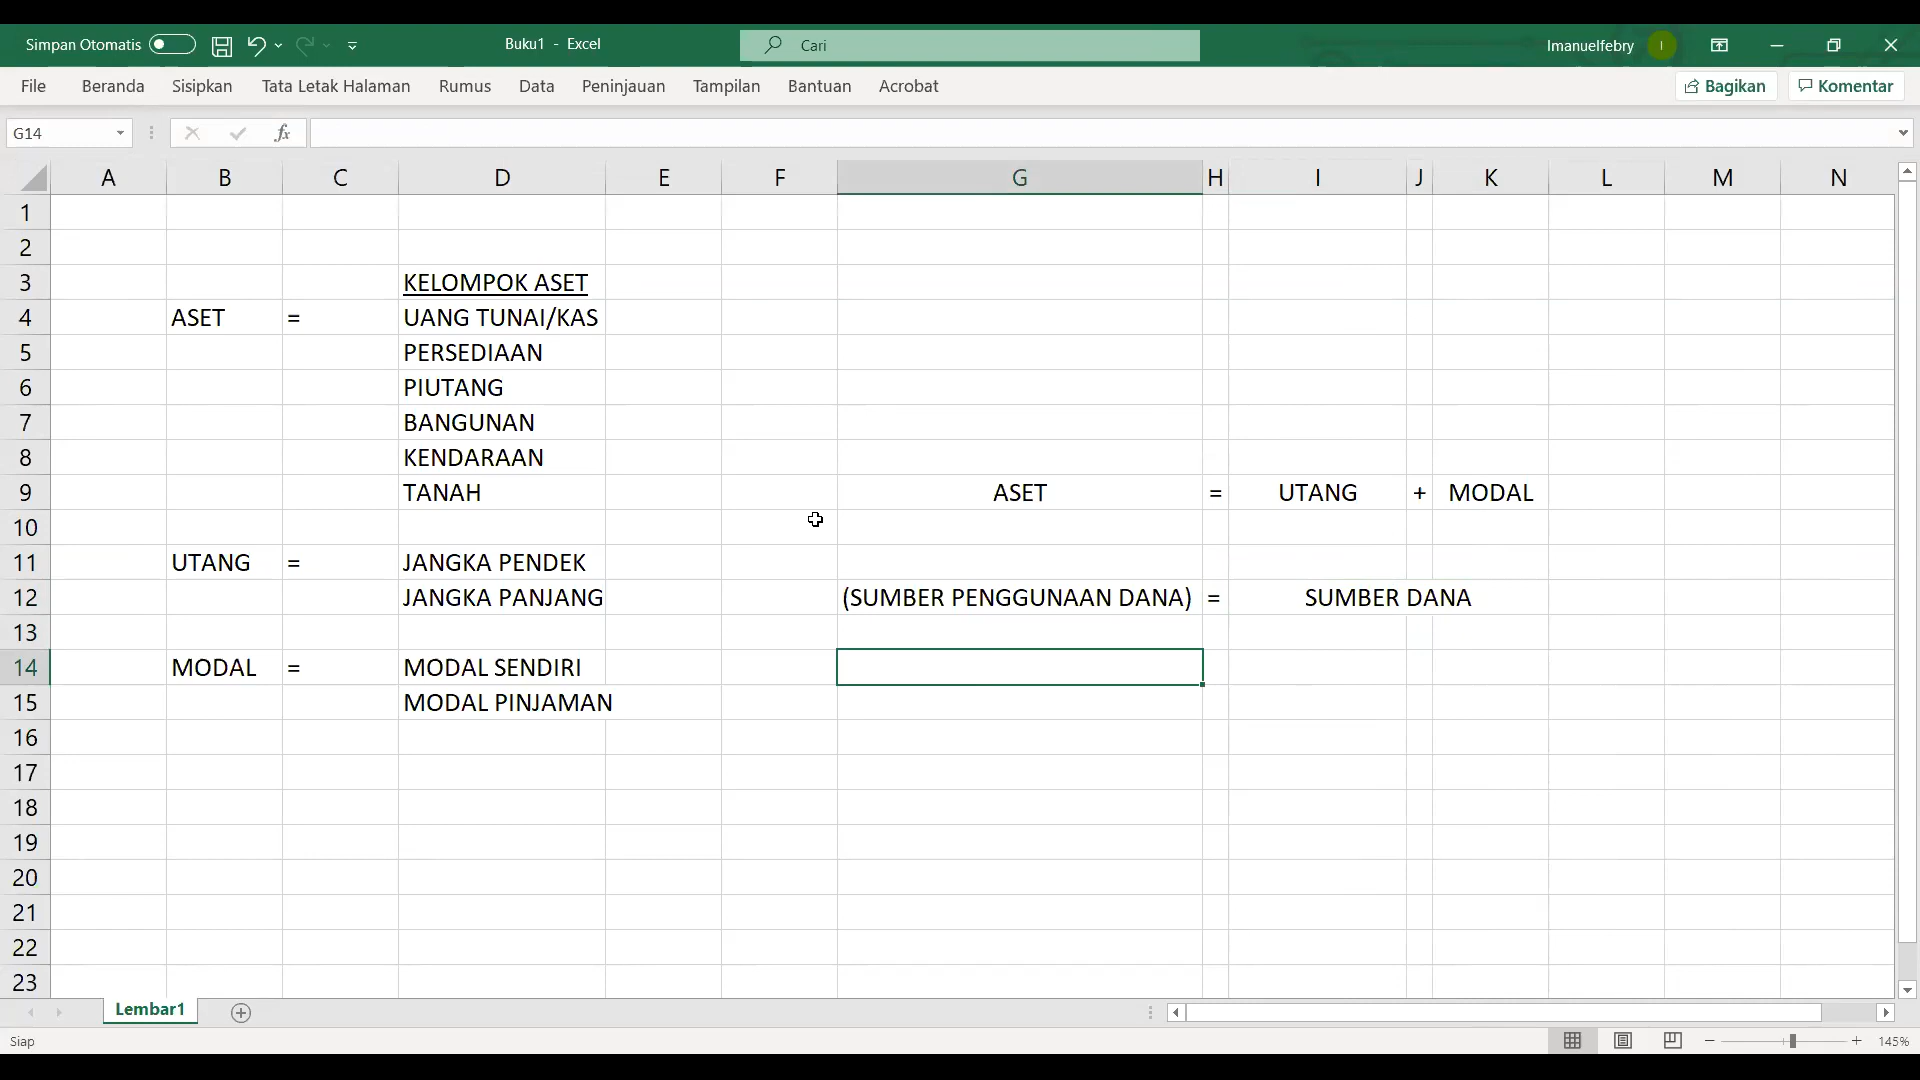 Simpan Otomatis Buku1 - Excel Cari Imanuelfebry I
File Beranda Sisipkan Tata Letak Halaman Rumus Data Peninjauan Tampilan Bantuan Acrobat Bagikan Komentar
G14 fx
A B C D E F G H I J K L M N
1
2
3 KELOMPOK ASET
4 ASET = UANG TUNAI/KAS
5 PERSEDIAAN
6 PIUTANG
7 BANGUNAN
8 KENDARAAN
9 TANAH ASET = UTANG + MODAL
10
11 UTANG = JANGKA PENDEK
12 JANGKA PANJANG (SUMBER PENGGUNAAN DANA) = SUMBER DANA
13
14 MODAL = MODAL SENDIRI
15 MODAL PINJAMAN
16
17
18
19
20
21
22
23
Lembar1
Siap 145%